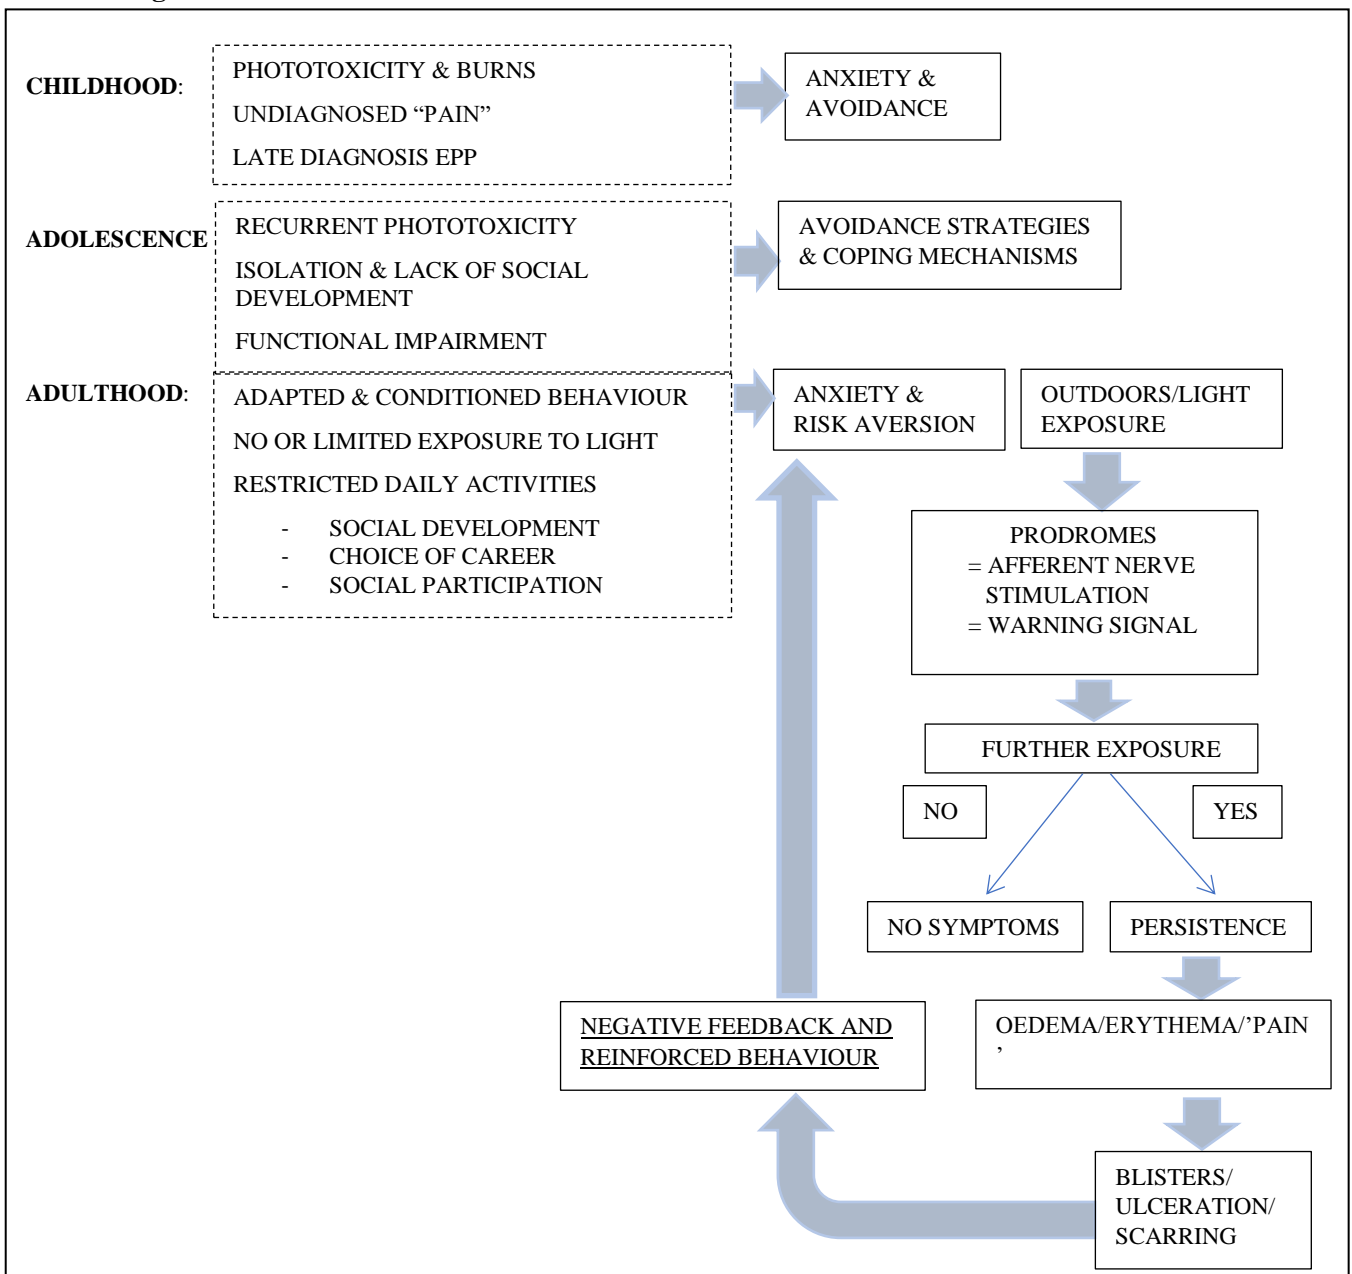 CHILDHOOD:
PHOTOTOXICITY & BURNS
UNDIAGNOSED “PAIN”
LATE DIAGNOSIS EPP
ANXIETY &
AVOIDANCE
ADOLESCENCE
RECURRENT PHOTOTOXICITY
ISOLATION & LACK OF SOCIAL
DEVELOPMENT
FUNCTIONAL IMPAIRMENT
AVOIDANCE STRATEGIES
& COPING MECHANISMS
ADULTHOOD:
ADAPTED & CONDITIONED BEHAVIOUR
NO OR LIMITED EXPOSURE TO LIGHT
RESTRICTED DAILY ACTIVITIES
- SOCIAL DEVELOPMENT
- CHOICE OF CAREER
- SOCIAL PARTICIPATION
ANXIETY &
RISK AVERSION
OUTDOORS/LIGHT
EXPOSURE
PRODROMES
= AFFERENT NERVE
STIMULATION
= WARNING SIGNAL
FURTHER EXPOSURE
NO
YES
NO SYMPTOMS
PERSISTENCE
OEDEMA/ERYTHEMA/’PAIN
’
BLISTERS/
ULCERATION/
SCARRING
NEGATIVE FEEDBACK AND
REINFORCED BEHAVIOUR